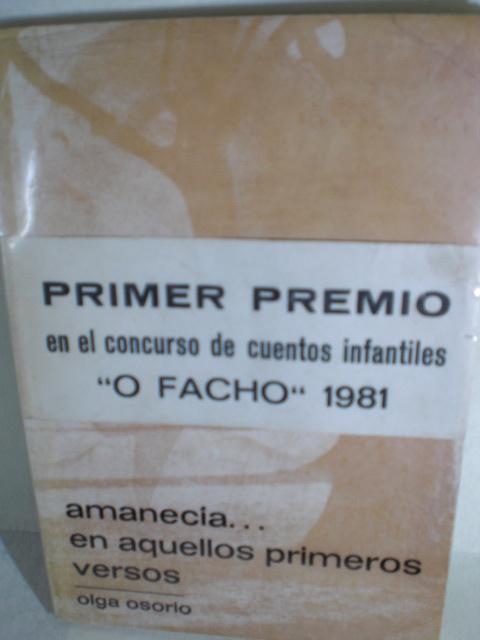 PRIMER PREMIO
en el concurso de cuentos infantiles
“O FACHO“ 1981
amanecia...
en aquellos primeros
versos
olga osorio